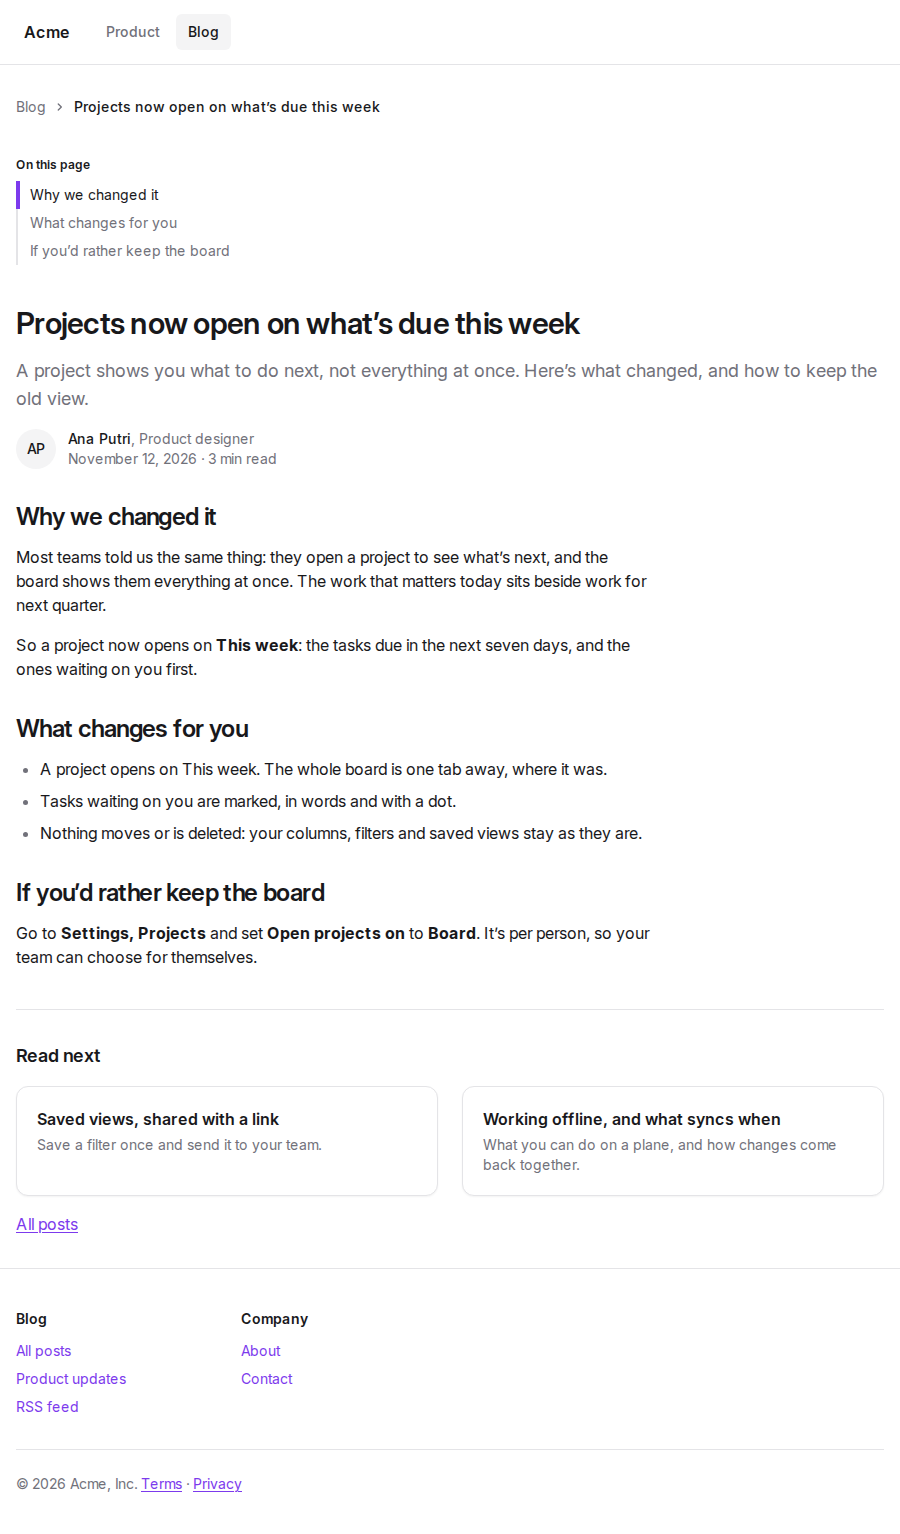 Acme Product Blog
Blog > Projects now open on what’s due this week
On this page
Why we changed it
What changes for you
If you’d rather keep the board
Projects now open on what’s due this week
A project shows you what to do next, not everything at once. Here’s what changed, and how to keep the
old view.
AP
Ana Putri, Product designer
November 12, 2026 · 3 min read
Why we changed it
Most teams told us the same thing: they open a project to see what’s next, and the
board shows them everything at once. The work that matters today sits beside work for
next quarter.
So a project now opens on This week: the tasks due in the next seven days, and the
ones waiting on you first.
What changes for you
• A project opens on This week. The whole board is one tab away, where it was.
• Tasks waiting on you are marked, in words and with a dot.
• Nothing moves or is deleted: your columns, filters and saved views stay as they are.
If you’d rather keep the board
Go to Settings, Projects and set Open projects on to Board. It’s per person, so your
team can choose for themselves.
Read next
Saved views, shared with a link
Save a filter once and send it to your team.
Working offline, and what syncs when
What you can do on a plane, and how changes come
back together.
All posts
Blog
All posts
Product updates
RSS feed
Company
About
Contact
© 2026 Acme, Inc. Terms · Privacy